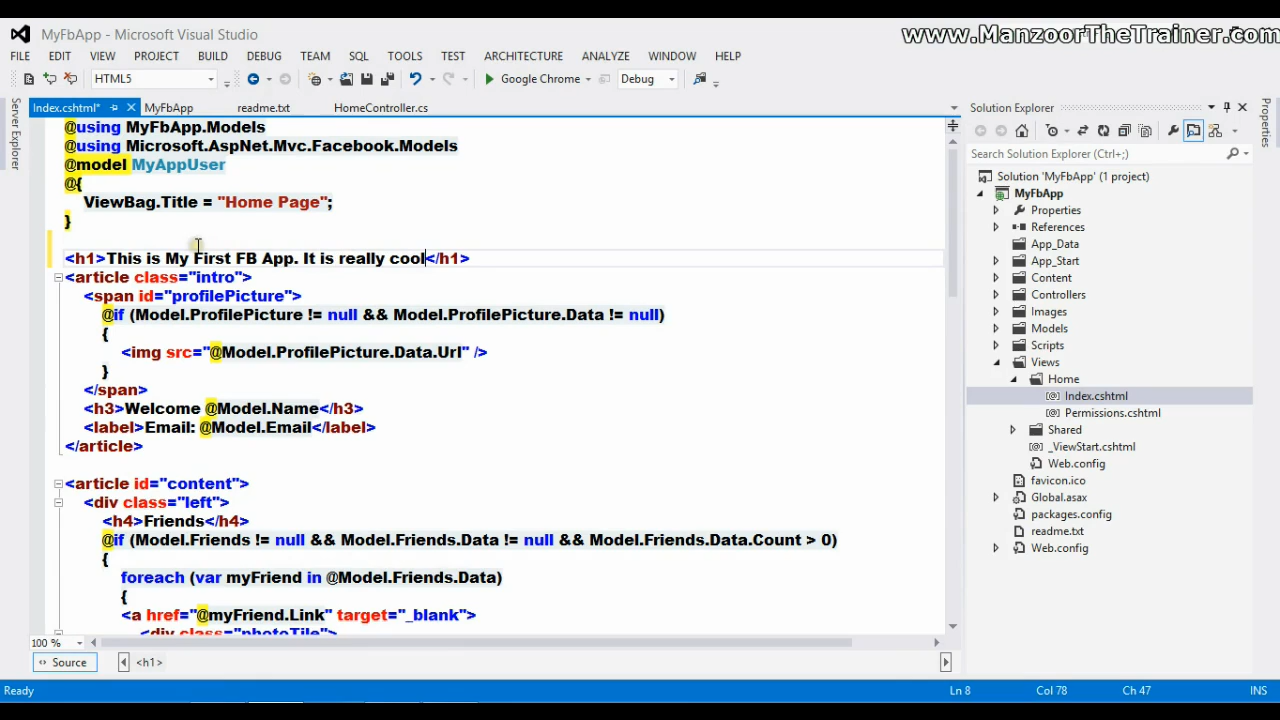 MyFbApp - Microsoft Visual Studio
www.ManzoorTheTrainer.com
FILE EDIT VIEW PROJECT BUILD DEBUG TEAM SQL TOOLS TEST ARCHITECTURE ANALYZE WINDOW HELP
HTML5 Google Chrome Debug
Server Explorer
Index.cshtml* MyFbApp readme.txt HomeController.cs
@using MyFbApp.Models
@using Microsoft.AspNet.Mvc.Facebook.Models
@model MyAppUser
@{
ViewBag.Title = "Home Page";
}
<h1>This is My First FB App. It is really cool</h1>
<article class="intro">
<span id="profilePicture">
@if (Model.ProfilePicture != null && Model.ProfilePicture.Data != null)
{
<img src="@Model.ProfilePicture.Data.Url" />
}
</span>
<h3>Welcome @Model.Name</h3>
<label>Email: @Model.Email</label>
</article>
<article id="content">
<div class="left">
<h4>Friends</h4>
@if (Model.Friends != null && Model.Friends.Data != null && Model.Friends.Data.Count > 0)
{
foreach (var myFriend in @Model.Friends.Data)
{
<a href="@myFriend.Link" target="_blank">
<div class="photoTile">
100 %
Source <h1>
Solution Explorer
Search Solution Explorer (Ctrl+;)
Solution 'MyFbApp' (1 project)
MyFbApp
Properties
References
App_Data
App_Start
Content
Controllers
Images
Models
Scripts
Views
Home
Index.cshtml
Permissions.cshtml
Shared
_ViewStart.cshtml
Web.config
favicon.ico
Global.asax
packages.config
readme.txt
Web.config
Properties
Ready Ln 8 Col 78 Ch 47 INS